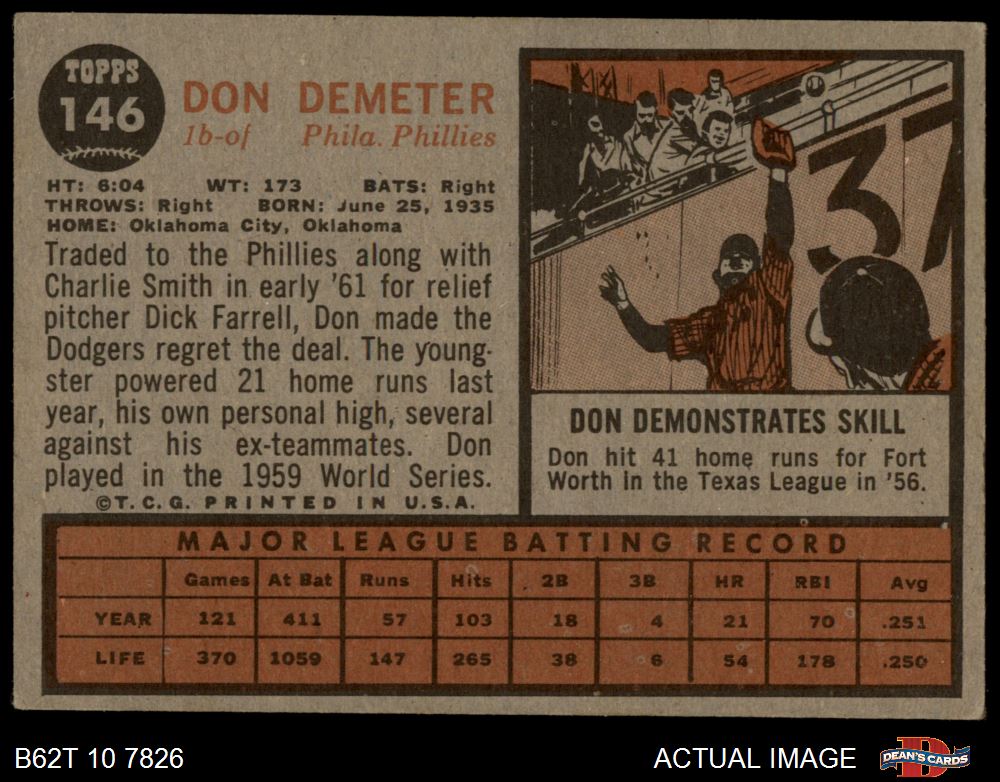 TOPPS
146
DON DEMETER
1b-of Phila. Phillies
HT: 6:04 WT: 173 BATS: Right
THROWS: Right BORN: June 25, 1935
HOME: Oklahoma City, Oklahoma
Traded to the Phillies along with
Charlie Smith in early '61 for relief
pitcher Dick Farrell, Don made the
Dodgers regret the deal. The young-
ster powered 21 home runs last
year, his own personal high, several
against his ex-teammates. Don
played in the 1959 World Series.
©T.C.G. PRINTED IN U.S.A.
37
DON DEMONSTRATES SKILL
Don hit 41 home runs for Fort
Worth in the Texas League in '56.
MAJOR LEAGUE BATTING RECORD
Games At Bat Runs Hits 2B 3B HR RBI Avg
YEAR 121 411 57 103 18 4 21 70 .251
LIFE 370 1059 147 265 38 6 54 178 .250
B62T 10 7826
ACTUAL IMAGE
DEAN'S CARDS